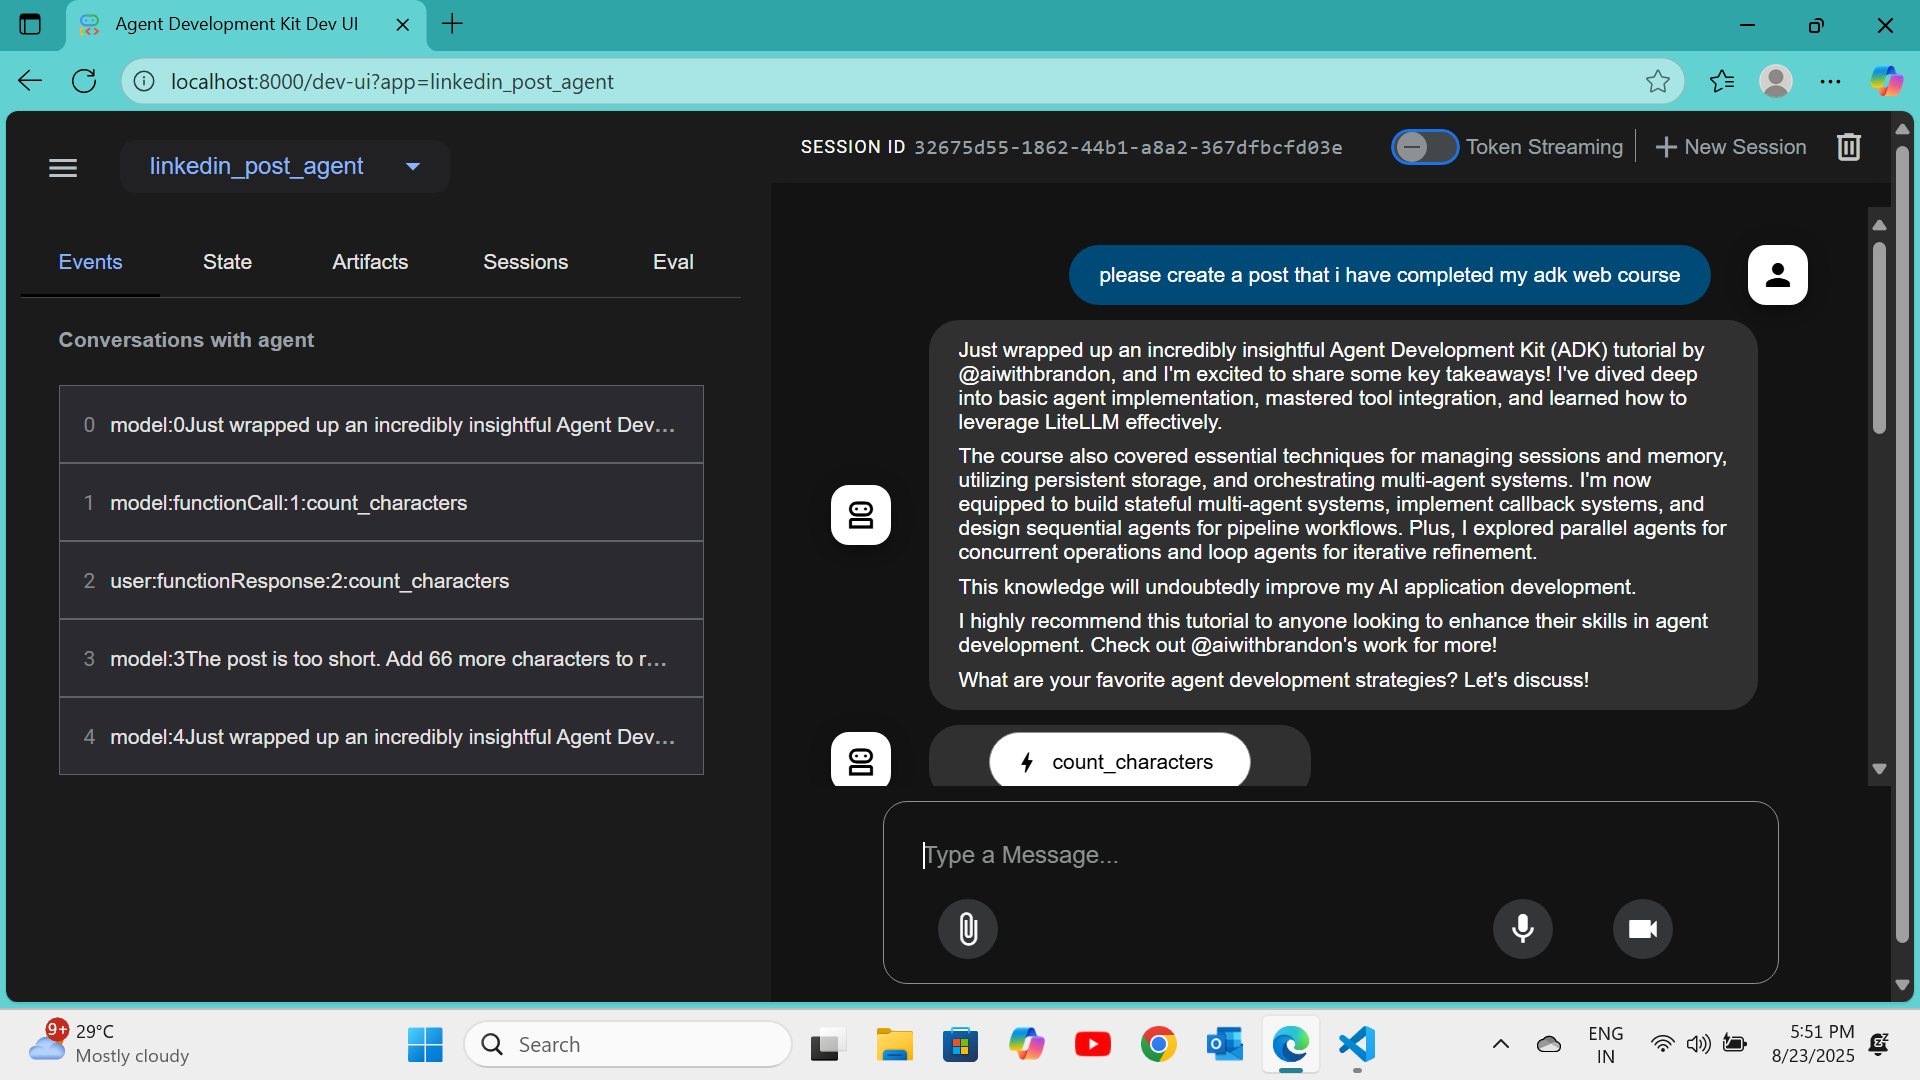 Agent Development Kit Dev UI
localhost:8000/dev-ui?app=linkedin_post_agent
linkedin_post_agent
SESSION ID 32675d55-1862-44b1-a8a2-367dfbcfd03e
Token Streaming
New Session
Events
State
Artifacts
Sessions
Eval
Conversations with agent
0 model:0Just wrapped up an incredibly insightful Agent Dev...
1 model:functionCall:1:count_characters
2 user:functionResponse:2:count_characters
3 model:3The post is too short. Add 66 more characters to r...
4 model:4Just wrapped up an incredibly insightful Agent Dev...
please create a post that i have completed my adk web course
Just wrapped up an incredibly insightful Agent Development Kit (ADK) tutorial by
@aiwithbrandon, and I'm excited to share some key takeaways! I've dived deep
into basic agent implementation, mastered tool integration, and learned how to
leverage LiteLLM effectively.
The course also covered essential techniques for managing sessions and memory,
utilizing persistent storage, and orchestrating multi-agent systems. I'm now
equipped to build stateful multi-agent systems, implement callback systems, and
design sequential agents for pipeline workflows. Plus, I explored parallel agents for
concurrent operations and loop agents for iterative refinement.
This knowledge will undoubtedly improve my AI application development.
I highly recommend this tutorial to anyone looking to enhance their skills in agent
development. Check out @aiwithbrandon's work for more!
What are your favorite agent development strategies? Let's discuss!
count_characters
Type a Message...
9+
29°C
Mostly cloudy
Search
ENG
IN
5:51 PM
8/23/2025